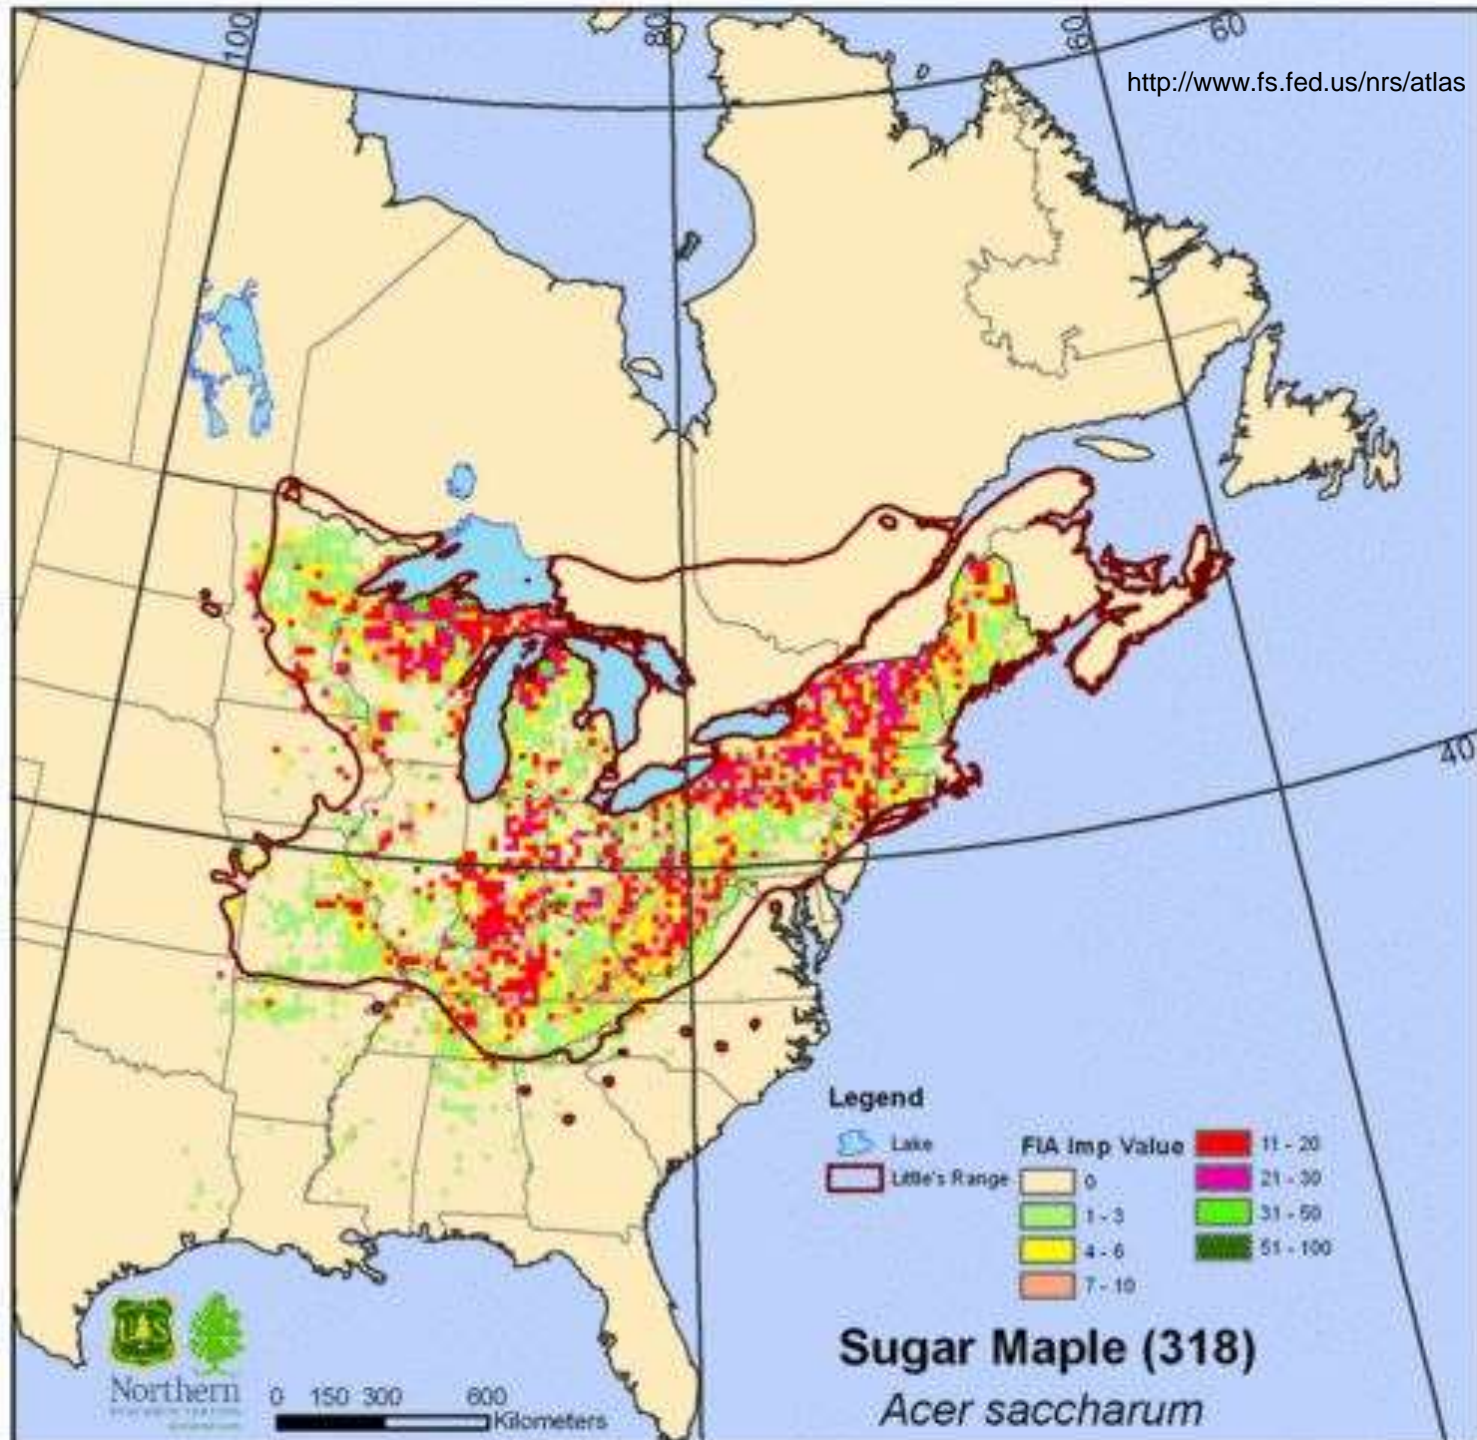 100
80
60
60
http://www.fs.fed.us/nrs/atlas
40
Legend
Lake
Little's Range
FIA Imp Value
0
1 - 3
4 - 6
7 - 10
11 - 20
21 - 30
31 - 50
51 - 100
Sugar Maple (318)
Acer saccharum
US
Northern
0 150 300 600
Kilometers